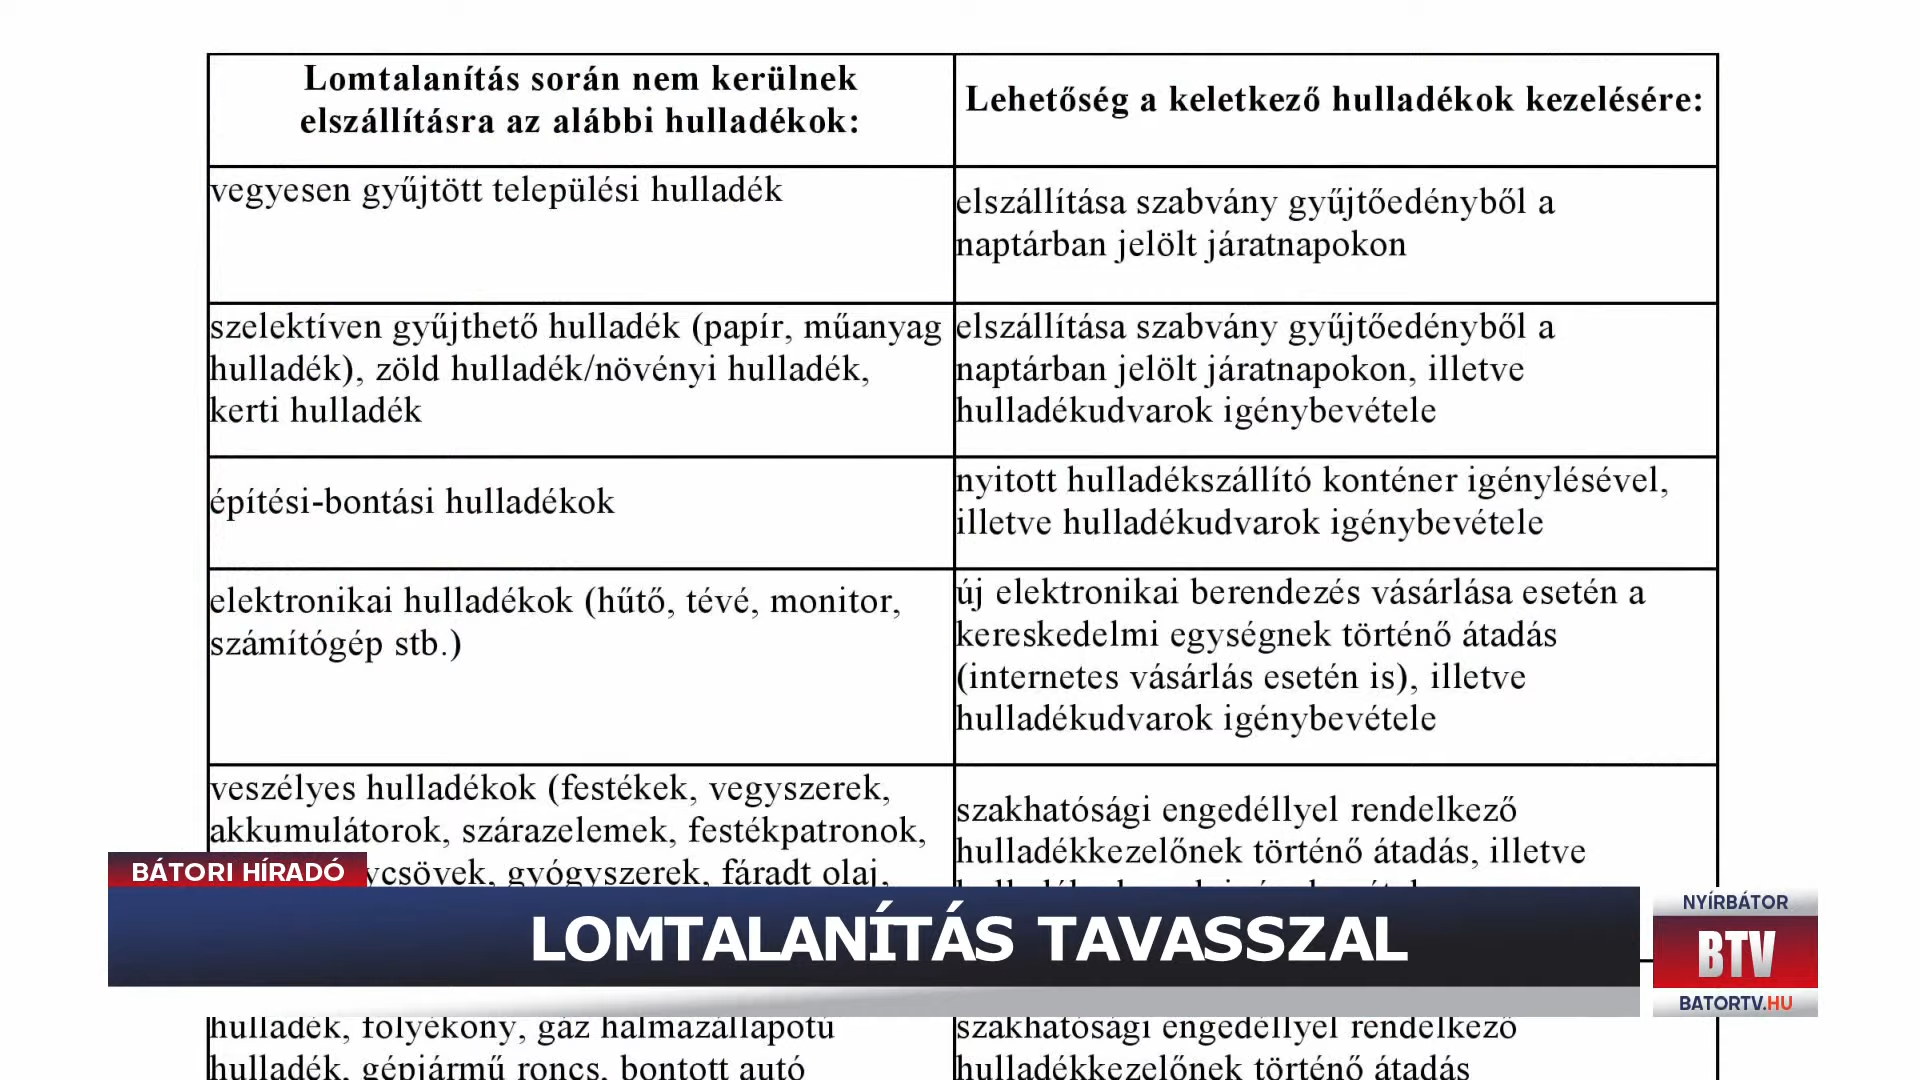 Lomtalanítás során nem kerülnek
elszállításra az alábbi hulladékok:
Lehetőség a keletkező hulladékok kezelésére:
vegyesen gyűjtött települési hulladék
elszállítása szabvány gyűjtőedényből a
naptárban jelölt járatnapokon
szelektíven gyűjthető hulladék (papír, műanyag
hulladék), zöld hulladék/növényi hulladék,
kerti hulladék
elszállítása szabvány gyűjtőedényből a
naptárban jelölt járatnapokon, illetve
hulladékudvarok igénybevétele
építési-bontási hulladékok
nyitott hulladékszállító konténer igénylésével,
illetve hulladékudvarok igénybevétele
elektronikai hulladékok (hűtő, tévé, monitor,
számítógép stb.)
új elektronikai berendezés vásárlása esetén a
kereskedelmi egységnek történő átadás
(internetes vásárlás esetén is), illetve
hulladékudvarok igénybevétele
veszélyes hulladékok (festékek, vegyszerek,
akkumulátorok, szárazelemek, festékpatronok,
gyógyszerek, fáradt olaj,
szakhatósági engedéllyel rendelkező
hulladékkezelőnek történő átadás, illetve
hulladék, folyékony, gáz halmazállapotú
hulladék, gépjármű roncs, bontott autó
szakhatósági engedéllyel rendelkező
hulladékkezelőnek történő átadás
BÁTORI HÍRADÓ
LOMTALANÍTÁS TAVASSZAL
NYÍRBÁTOR
BTV
BATORTV.HU